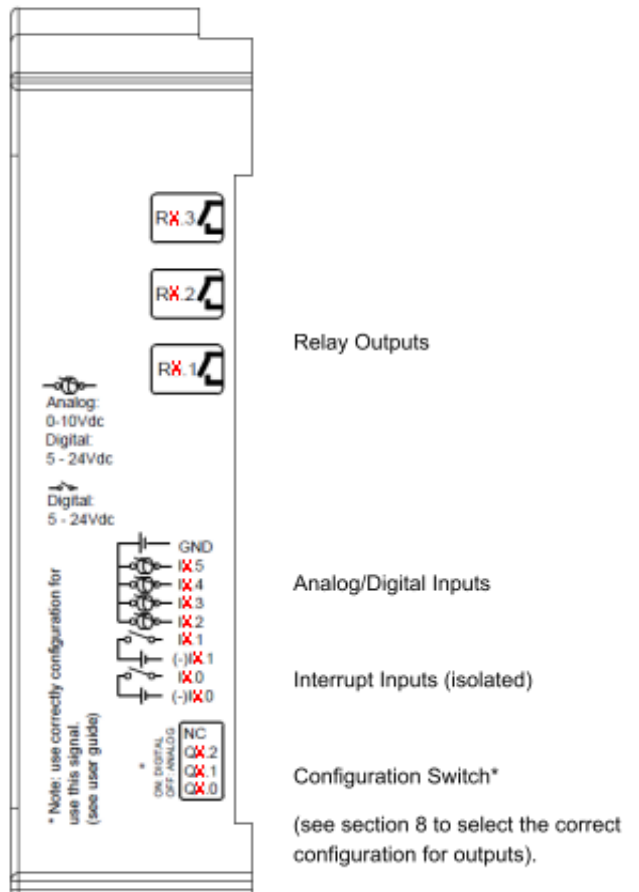 RX.3
RX.2
RX.1
Relay Outputs
Analog:
0-10Vdc
Digital:
5 - 24Vdc
Digital:
5 - 24Vdc
GND
IX.5
IX.4
IX.3
IX.2
IX.1
(-)IX.1
IX.0
(-)IX.0
Analog/Digital Inputs
Interrupt Inputs (isolated)
* Note: use correctly configuration for
use this signal.
(see user guide)
*
ON: DIGITAL
OFF: ANALOG
NC
QX.2
QX.1
QX.0
Configuration Switch*
(see section 8 to select the correct
configuration for outputs).